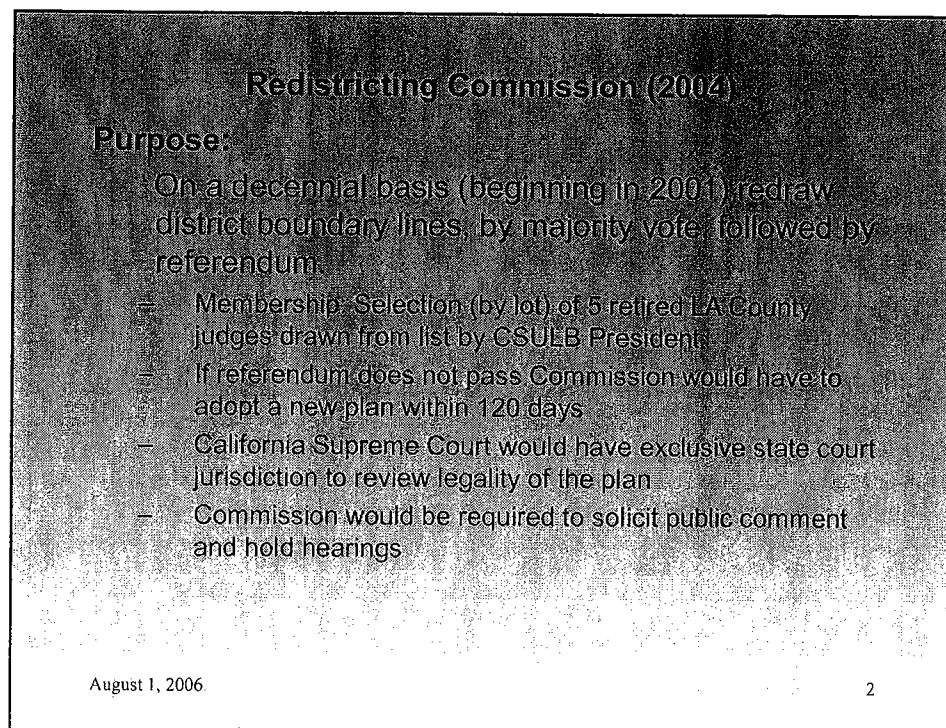 Redistricting Commission (2004)
Purpose:
On a decennial basis (beginning in 2001) redraw
district boundary lines, by majority vote, followed by
referendum.
– Membership: Selection (by lot) of 5 retired LA County
judges drawn from list by CSULB President
– If referendum does not pass Commission would have to
adopt a new plan within 120 days
– California Supreme Court would have exclusive state court
jurisdiction to review legality of the plan
– Commission would be required to solicit public comment
and hold hearings
August 1, 2006
2